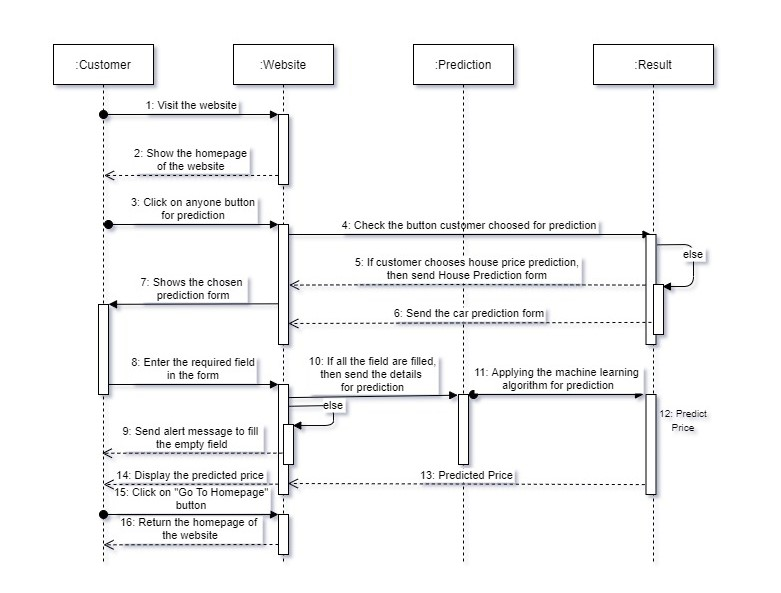 :Customer
:Website
:Prediction
:Result
1: Visit the website
2: Show the homepage
of the website
3: Click on anyone button
for prediction
4: Check the button customer choosed for prediction
else
5: If customer chooses house price prediction,
then send House Prediction form
7: Shows the chosen
prediction form
6: Send the car prediction form
8: Enter the required field
in the form
10: If all the field are filled,
then send the details
for prediction
11: Applying the machine learning
algorithm for prediction
else
12: Predict
Price
9: Send alert message to fill
the empty field
14: Display the predicted price
13: Predicted Price
15: Click on "Go To Homepage"
button
16: Return the homepage of
the website